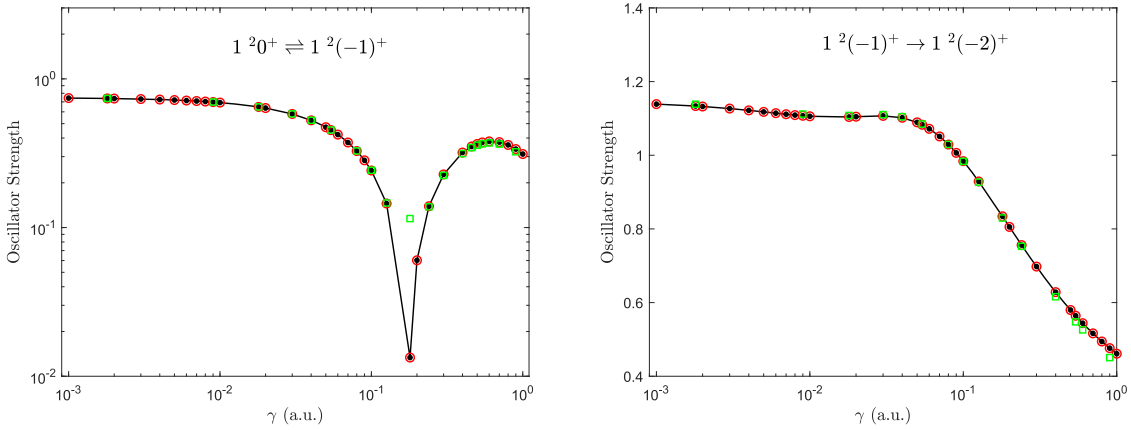 1 ²0⁺ ⇌ 1 ²(−1)⁺
Oscillator Strength
10⁰
10⁻¹
10⁻²
10⁻³
10⁻²
10⁻¹
10⁰
γ (a.u.)
1 ²(−1)⁺ → 1 ²(−2)⁺
Oscillator Strength
1.4
1.2
1
0.8
0.6
0.4
10⁻³
10⁻²
10⁻¹
10⁰
γ (a.u.)